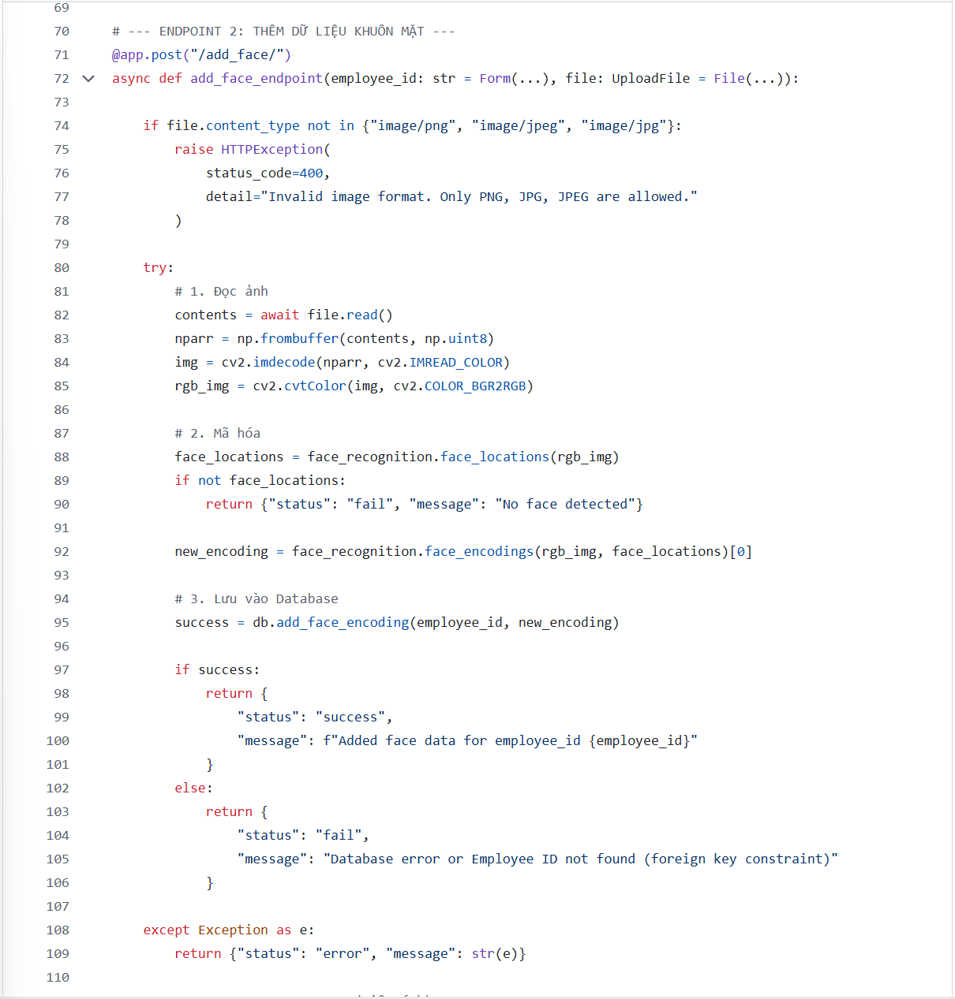 69
70 # --- ENDPOINT 2: THÊM DỮ LIỆU KHUÔN MẶT ---
71 @app.post("/add_face/")
72 async def add_face_endpoint(employee_id: str = Form(...), file: UploadFile = File(...)):
73
74 if file.content_type not in {"image/png", "image/jpeg", "image/jpg"}:
75 raise HTTPException(
76 status_code=400,
77 detail="Invalid image format. Only PNG, JPG, JPEG are allowed."
78 )
79
80 try:
81 # 1. Đọc ảnh
82 contents = await file.read()
83 nparr = np.frombuffer(contents, np.uint8)
84 img = cv2.imdecode(nparr, cv2.IMREAD_COLOR)
85 rgb_img = cv2.cvtColor(img, cv2.COLOR_BGR2RGB)
86
87 # 2. Mã hóa
88 face_locations = face_recognition.face_locations(rgb_img)
89 if not face_locations:
90 return {"status": "fail", "message": "No face detected"}
91
92 new_encoding = face_recognition.face_encodings(rgb_img, face_locations)[0]
93
94 # 3. Lưu vào Database
95 success = db.add_face_encoding(employee_id, new_encoding)
96
97 if success:
98 return {
99 "status": "success",
100 "message": f"Added face data for employee_id {employee_id}"
101 }
102 else:
103 return {
104 "status": "fail",
105 "message": "Database error or Employee ID not found (foreign key constraint)"
106 }
107
108 except Exception as e:
109 return {"status": "error", "message": str(e)}
110